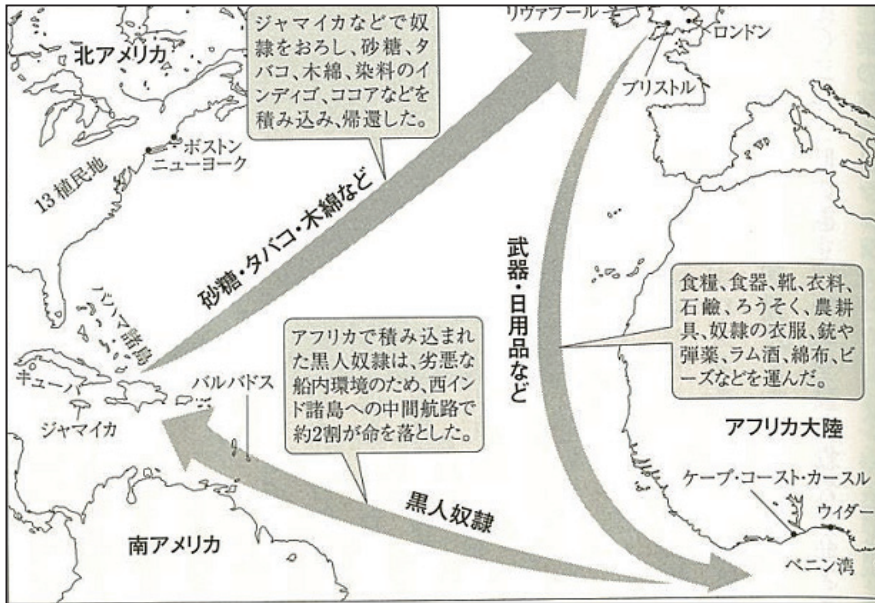 ジャマイカなどで奴
隷をおろし、砂糖、タ
バコ、木綿、染料のイ
ンディゴ、ココアなどを
積み込み、帰還した。
リヴァプール
ロンドン
ブリストル
北アメリカ
ボストン
ニューヨーク
13植民地
砂糖・タバコ・木綿など
武器・日用品など
食糧、食器、靴、衣料、
石鹼、ろうそく、農耕
具、奴隷の衣服、銃や
弾薬、ラム酒、綿布、ビ
ーズなどを運んだ。
バハマ諸島
アフリカで積み込まれ
た黒人奴隷は、劣悪な
船内環境のため、西イン
ド諸島への中間航路で
約2割が命を落とした。
キューバ
バルバドス
ジャマイカ
アフリカ大陸
ケープ・コースト・カースル
ウィダー
黒人奴隷
南アメリカ
ベニン湾